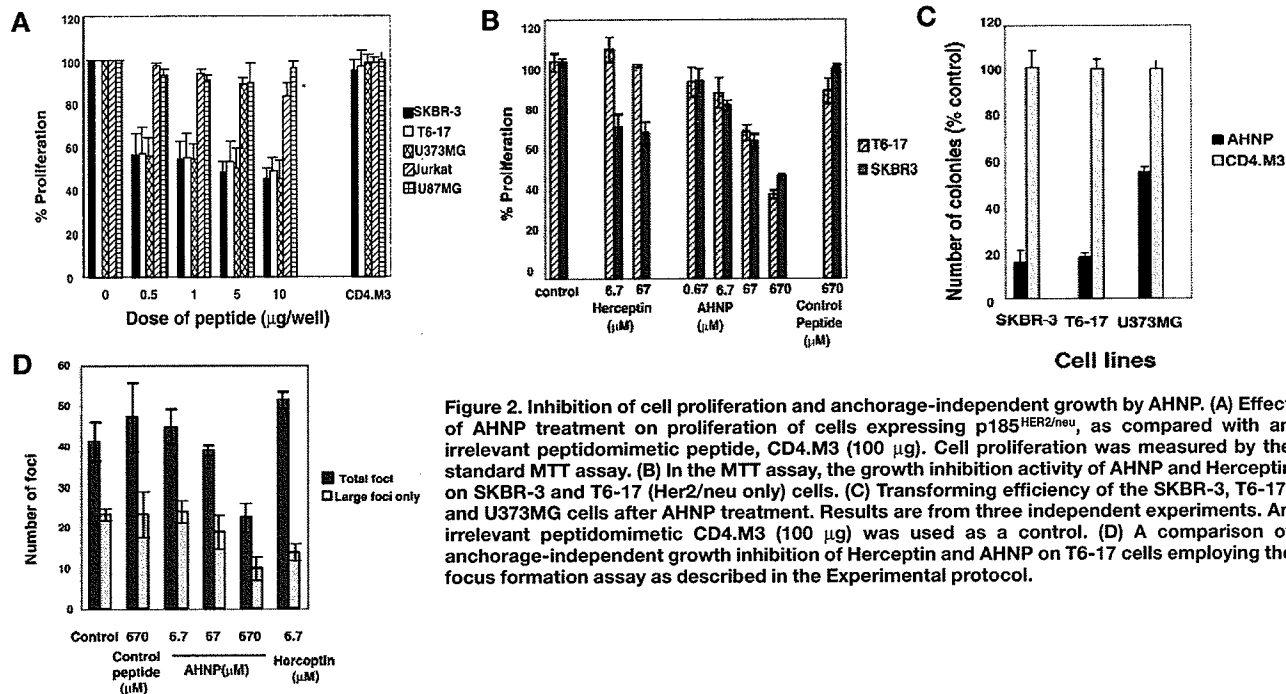 A
120
100
80
60
40
20
0
% Proliferation
0 0.5 1 5 10 CD4.M3
Dose of peptide (μg/well)
SKBR-3
T6-17
U373MG
Jurkat
U87MG
B
120
100
80
60
40
20
0
% Proliferation
control 6.7 67 0.67 6.7 67 670 670
Herceptin AHNP Control
(μM) (μM) Peptide
(μM)
T6-17
SKBR3
C
120
100
80
60
40
20
0
Number of colonies (% control)
SKBR-3 T6-17 U373MG
Cell lines
AHNP
CD4.M3
D
60
50
40
30
20
10
0
Number of foci
Control 670 6.7 67 670 6.7
Control AHNP(μM) Horcoptin
peptide (μM)
(μM)
Total foci
Large foci only
Figure 2. Inhibition of cell proliferation and anchorage-independent growth by AHNP. (A) Effec
of AHNP treatment on proliferation of cells expressing p185HER2/neu, as compared with an
irrelevant peptidomimetic peptide, CD4.M3 (100 μg). Cell proliferation was measured by the
standard MTT assay. (B) In the MTT assay, the growth inhibition activity of AHNP and Herceptin
on SKBR-3 and T6-17 (Her2/neu only) cells. (C) Transforming efficiency of the SKBR-3, T6-17
and U373MG cells after AHNP treatment. Results are from three independent experiments. An
irrelevant peptidomimetic CD4.M3 (100 μg) was used as a control. (D) A comparison o
anchorage-independent growth inhibition of Herceptin and AHNP on T6-17 cells employing the
focus formation assay as described in the Experimental protocol.